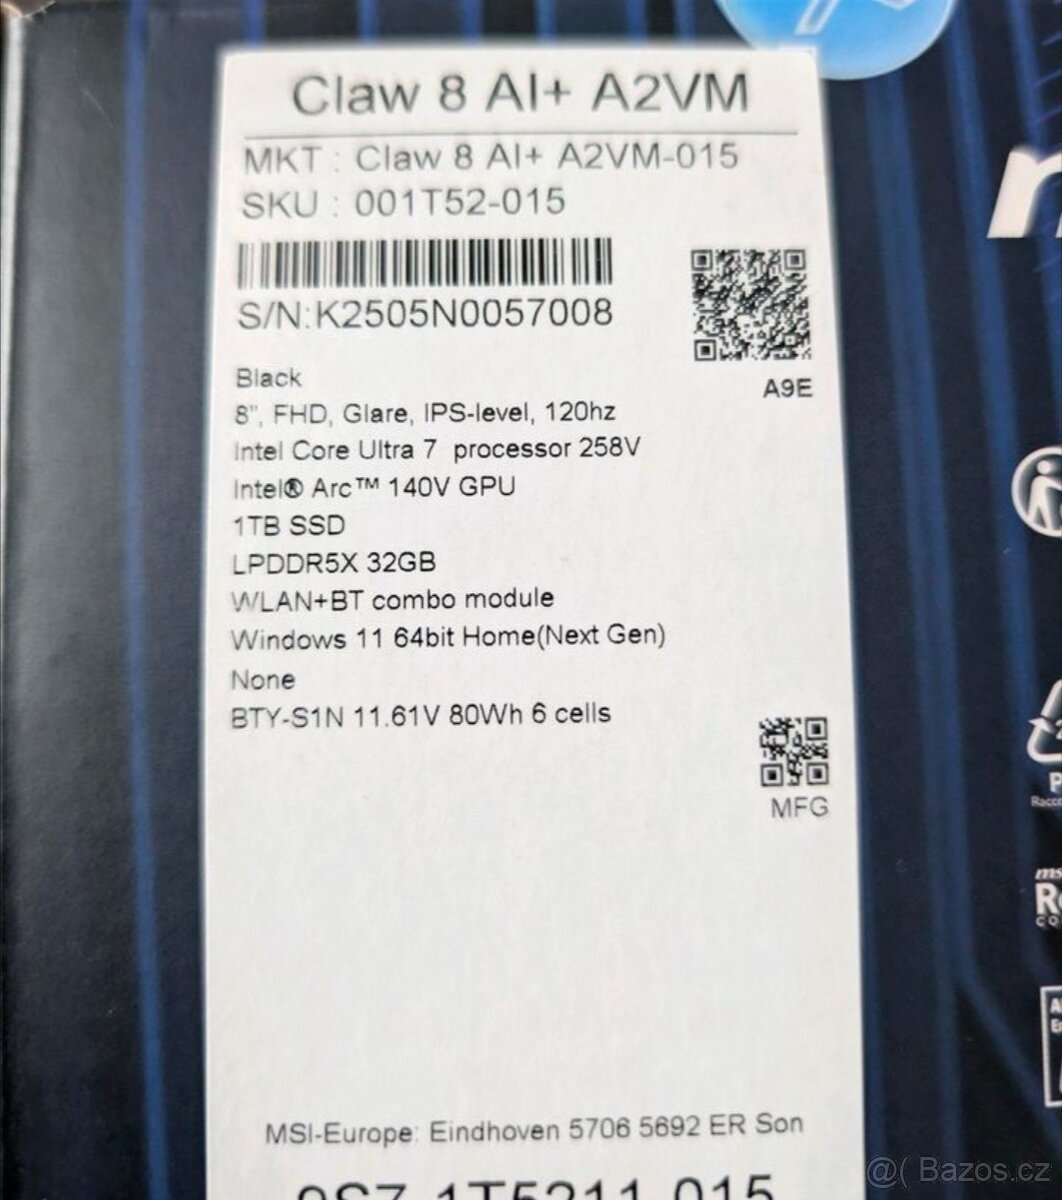 Claw 8 AI+ A2VM
MKT : Claw 8 AI+ A2VM-015
SKU : 001T52-015
S/N:K2505N0057008
A9E
Black
8", FHD, Glare, IPS-level, 120hz
Intel Core Ultra 7 processor 258V
Intel® Arc™ 140V GPU
1TB SSD
LPDDR5X 32GB
WLAN+BT combo module
Windows 11 64bit Home(Next Gen)
None
BTY-S1N 11.61V 80Wh 6 cells
MFG
MSI-Europe: Eindhoven 5706 5692 ER Son
9S7-1T5211-015
@( Bazos.cz